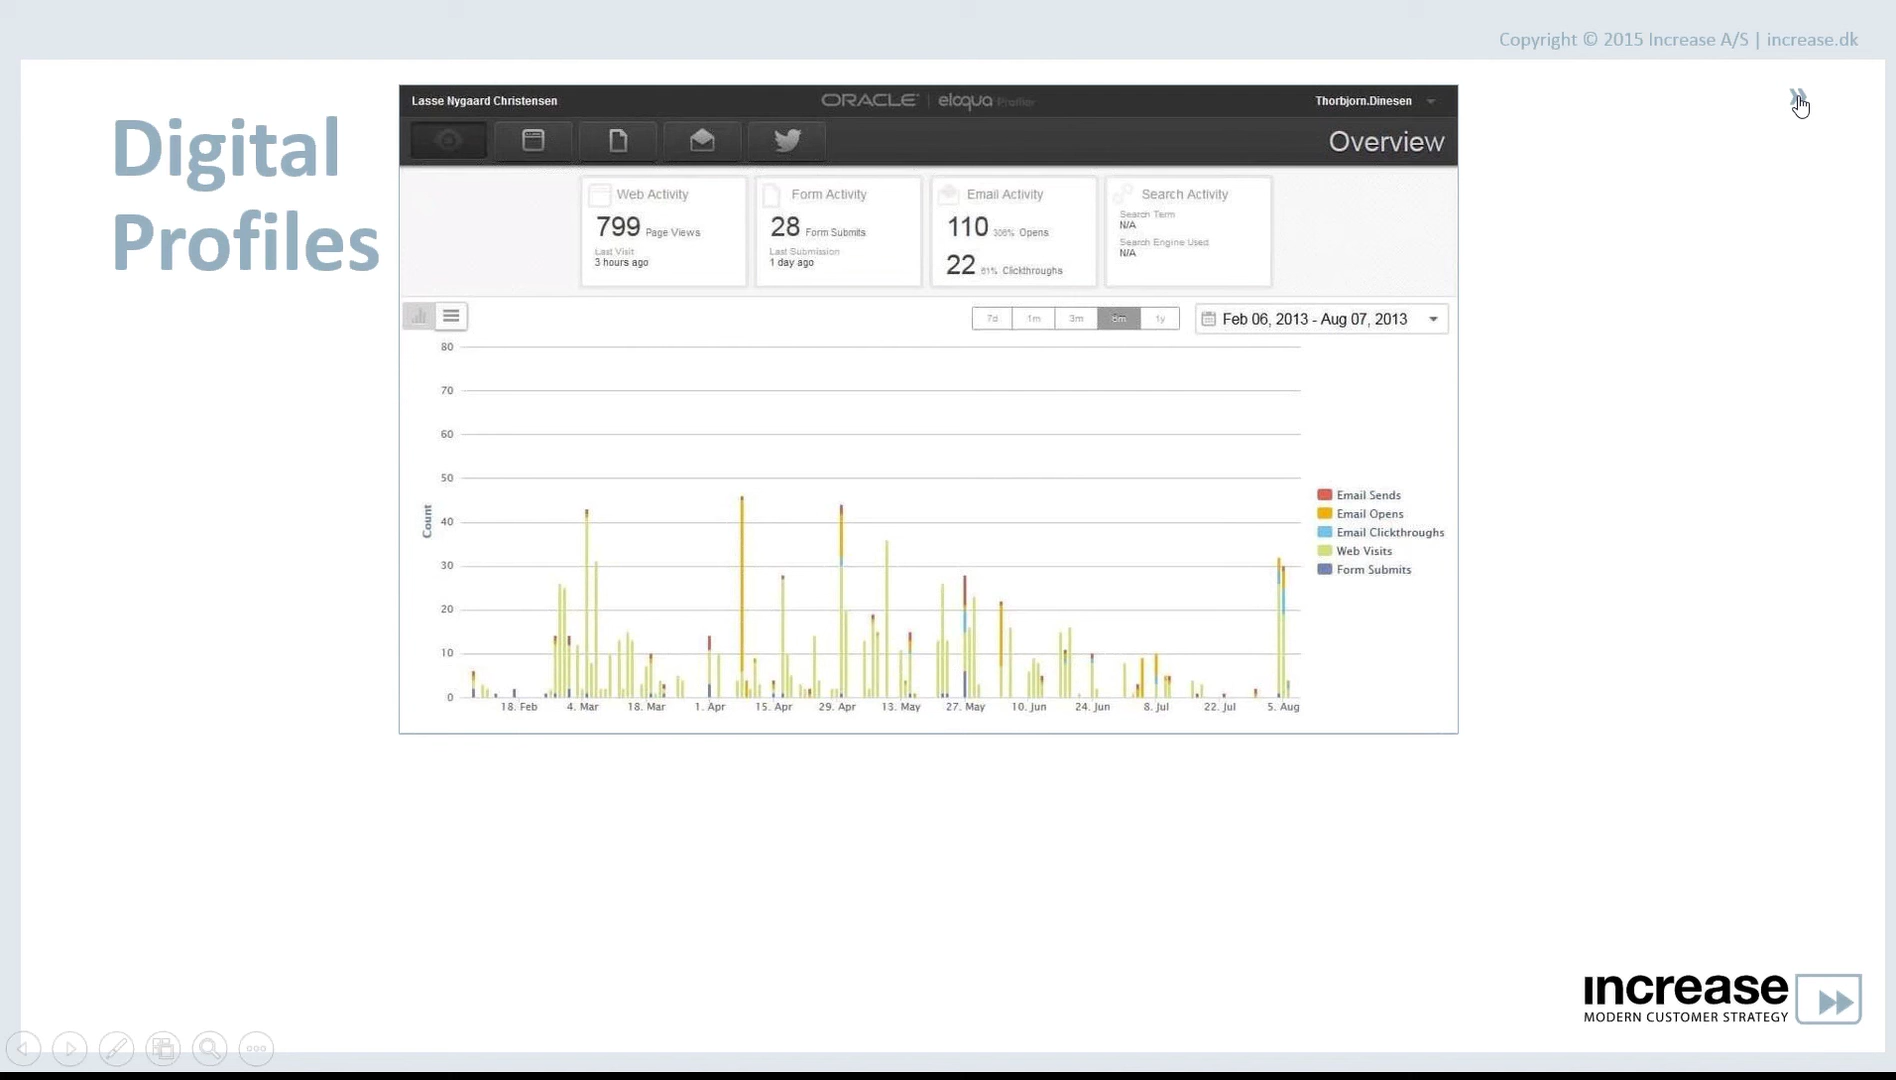 Copyright © 2015 Increase A/S | increase.dk
Digital
Profiles
Lasse Nygaard Christensen
ORACLE | eloqua Profiler
Thorbjorn.Dinesen
Overview
Web Activity
799 Page Views
Last Visit
3 hours ago
Form Activity
28 Form Submits
Last Submission
1 day ago
Email Activity
110 306% Opens
22 61% Clickthroughs
Search Activity
Search Term
N/A
Search Engine Used
N/A
7d 1m 3m 6m 1y
Feb 06, 2013 - Aug 07, 2013
80
70
60
50
40
30
20
10
0
Count
18. Feb 4. Mar 18. Mar 1. Apr 15. Apr 29. Apr 13. May 27. May 10. Jun 24. Jun 8. Jul 22. Jul 5. Aug
Email Sends
Email Opens
Email Clickthroughs
Web Visits
Form Submits
increase
MODERN CUSTOMER STRATEGY